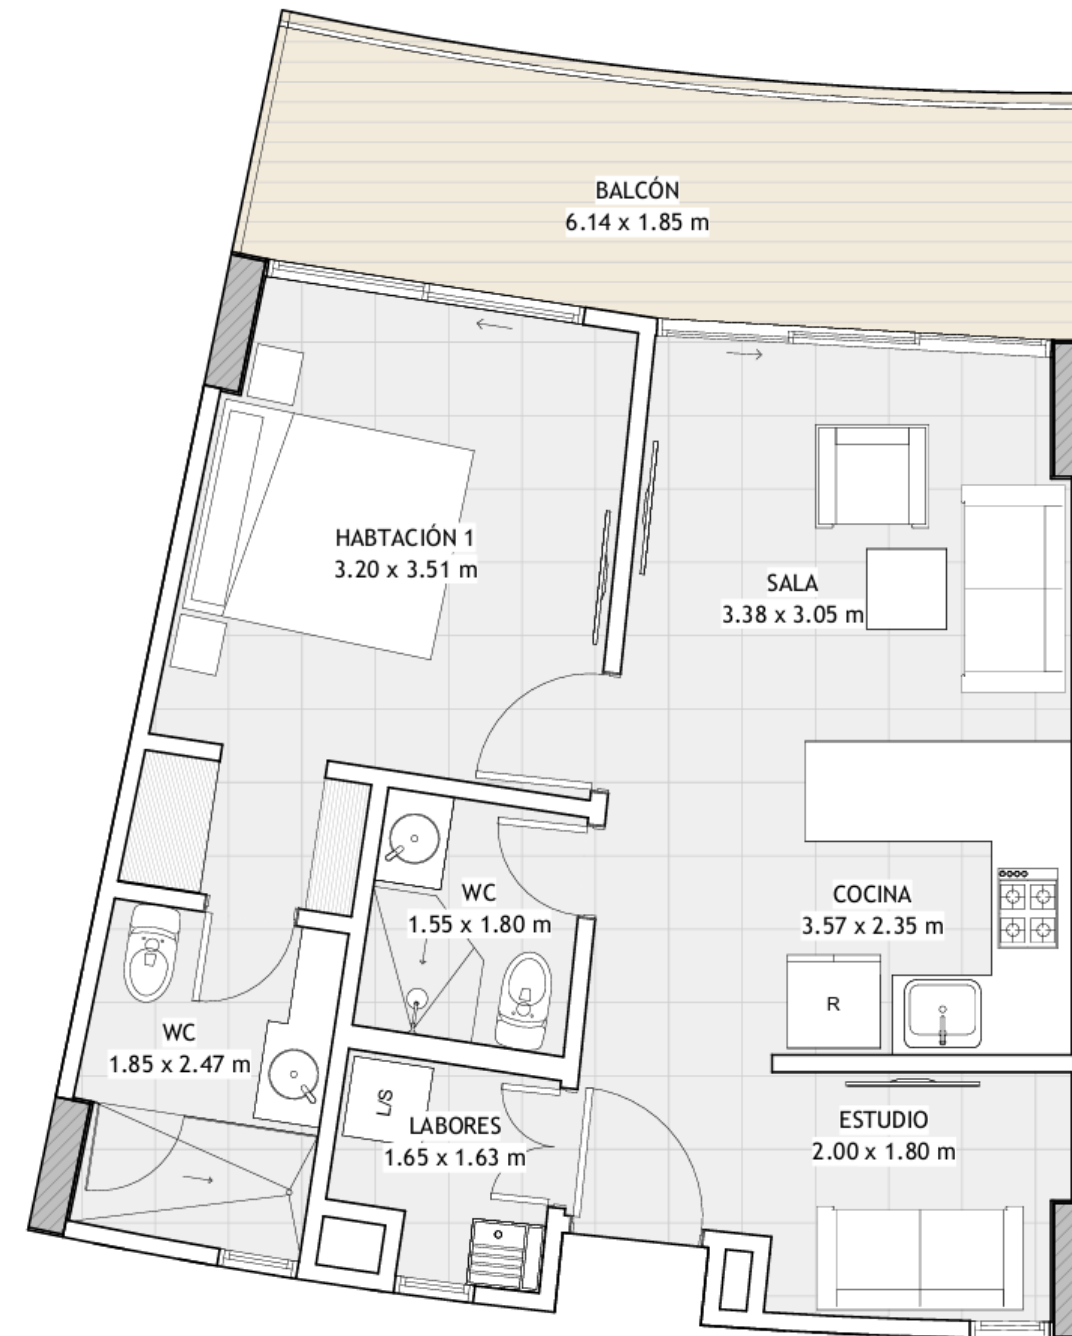 BALCÓN
6.14 x 1.85 m
HABTACIÓN 1
3.20 x 3.51 m
SALA
3.38 x 3.05 m
WC
1.55 x 1.80 m
COCINA
3.57 x 2.35 m
R
WC
1.85 x 2.47 m
L/S
LABORES
1.65 x 1.63 m
ESTUDIO
2.00 x 1.80 m